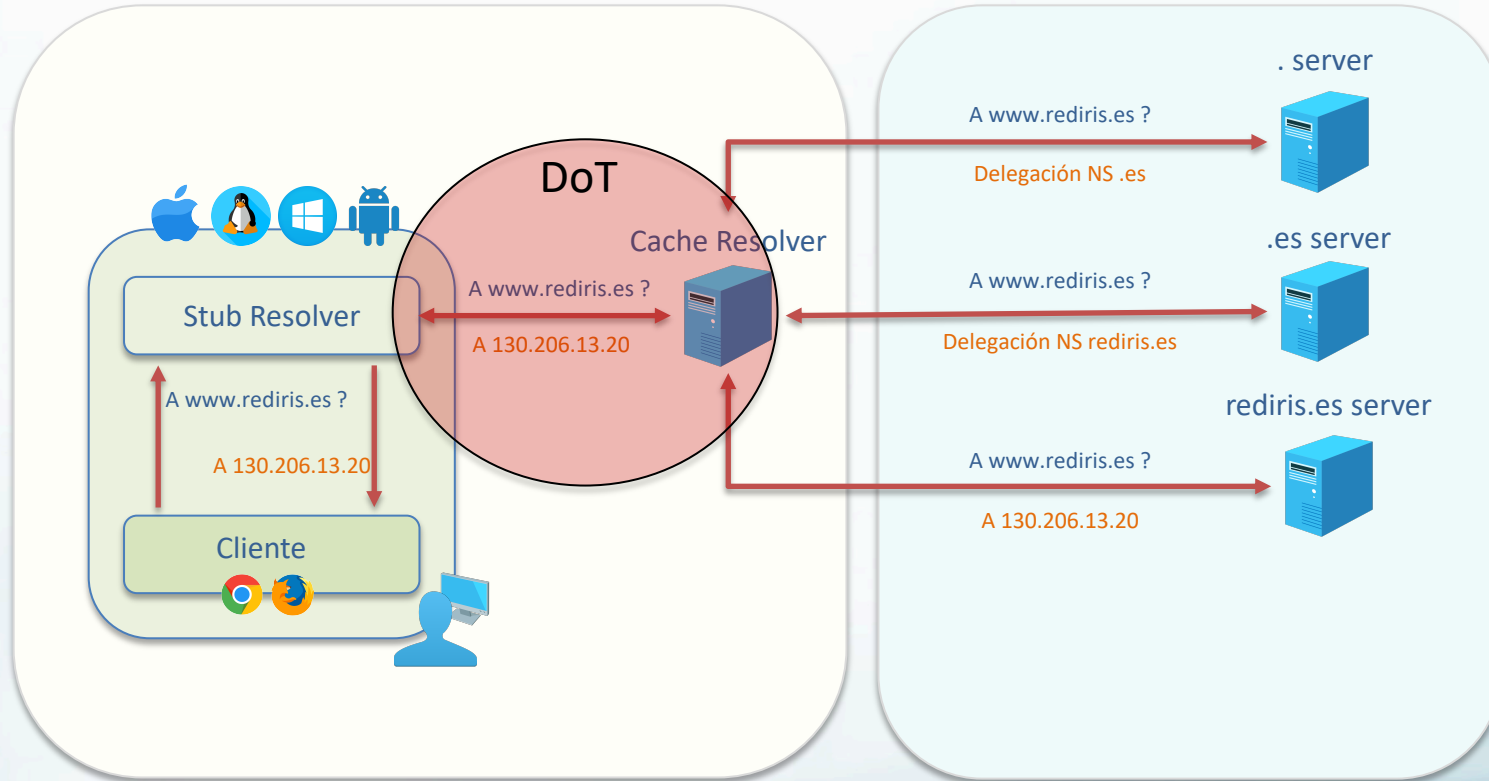 . server
A www.rediris.es ?
Delegación NS .es
DoT
Cache Resolver
.es server
A www.rediris.es ?
A www.rediris.es ?
Stub Resolver
A 130.206.13.20
Delegación NS rediris.es
A www.rediris.es ?
rediris.es server
A 130.206.13.20
A www.rediris.es ?
A 130.206.13.20
Cliente